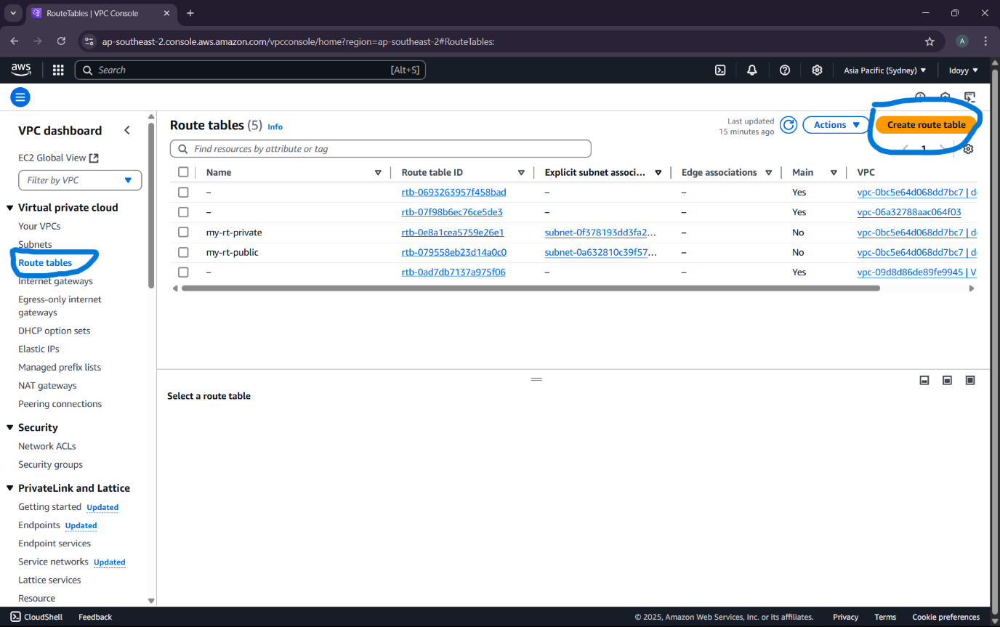 RouteTables | VPC Console
ap-southeast-2.console.aws.amazon.com/vpcconsole/home?region=ap-southeast-2#RouteTables:
A
aws
Search [Alt+S]
Asia Pacific (Sydney)
Idoyy
VPC dashboard
EC2 Global View
Filter by VPC
Virtual private cloud
Your VPCs
Subnets
Route tables
Internet gateways
Egress-only internet
gateways
DHCP option sets
Elastic IPs
Managed prefix lists
NAT gateways
Peering connections
Security
Network ACLs
Security groups
PrivateLink and Lattice
Getting started Updated
Endpoints Updated
Endpoint services
Service networks Updated
Lattice services
Resource
Route tables (5) Info
Last updated
15 minutes ago
Actions
Create route table
Find resources by attribute or tag
1
Name Route table ID Explicit subnet associ... Edge associations Main VPC
– rtb-0693263957f458bad – – Yes vpc-0bc5e64d068dd7bc7 | d
– rtb-07f98b6ec76ce5de3 – – Yes vpc-06a32788aac064f03
my-rt-private rtb-0e8a1cea5759e26e1 subnet-0f378193dd3fa2... – No vpc-0bc5e64d068dd7bc7 | d
my-rt-public rtb-079558eb23d14a0c0 subnet-0a632810c39f57... – No vpc-0bc5e64d068dd7bc7 | d
– rtb-0ad7db7137a975f06 – – Yes vpc-09d8d86de89fe9945 | V
Select a route table
CloudShell Feedback © 2025, Amazon Web Services, Inc. or its affiliates. Privacy Terms Cookie preferences